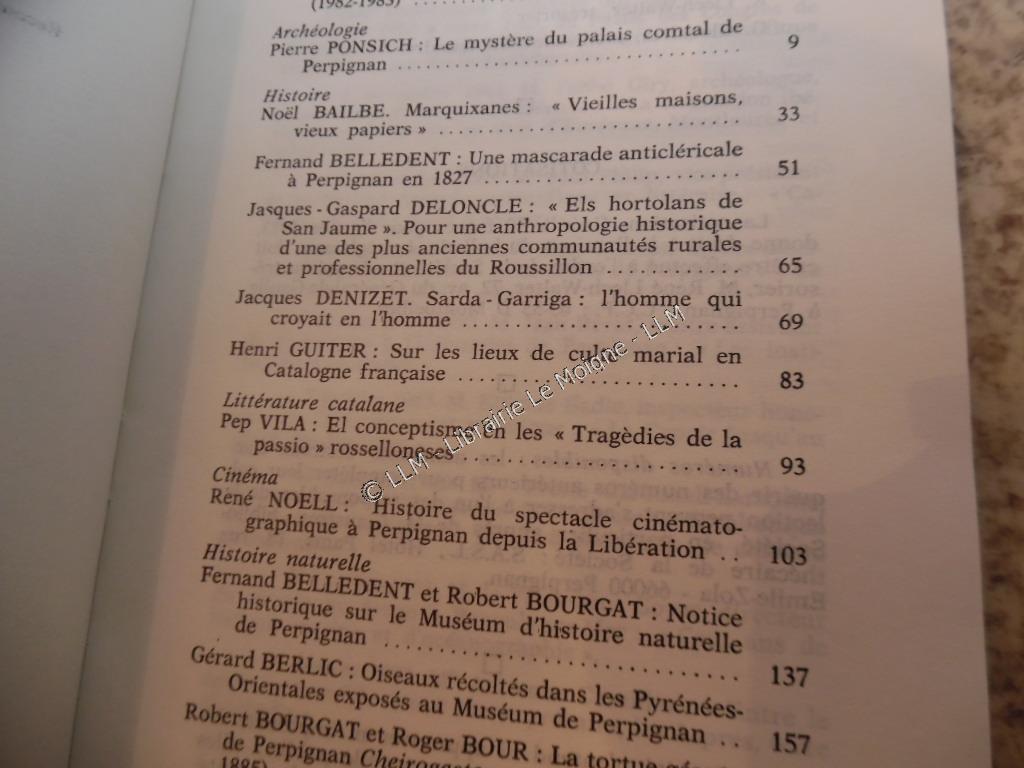 (1982-1983) ..........
Archéologie
Pierre PONSICH : Le mystère du palais comtal de
Perpignan .......... 9
Histoire
Noël BAILBE. Marquixanes : « Vieilles maisons,
vieux papiers » .......... 33
Fernand BELLEDENT : Une mascarade anticléricale
à Perpignan en 1827 .......... 51
Jacques-Gaspard DELONCLE : « Els hortolans de
San Jaume ». Pour une anthropologie historique
d'une des plus anciennes communautés rurales
et professionnelles du Roussillon .......... 65
Jacques DENIZET. Sarda-Garriga : l'homme qui
croyait en l'homme .......... 69
Henri GUITER : Sur les lieux de culte marial en
Catalogne française .......... 83
Littérature catalane
Pep VILA : El conceptisme en les « Tragèdies de la
passio » rosselloneses .......... 93
Cinéma
René NOELL : Histoire du spectacle cinémato-
graphique à Perpignan depuis la Libération .. 103
Histoire naturelle
Fernand BELLEDENT et Robert BOURGAT : Notice
historique sur le Muséum d'histoire naturelle
de Perpignan .......... 137
Gérard BERLIC : Oiseaux récoltés dans les Pyrénées-
Orientales exposés au Muséum de Perpignan .. 157
Robert BOURGAT et Roger BOUR : La tortue
de Perpignan
1885)
© LLM - Librairie Le Moigne - LLM